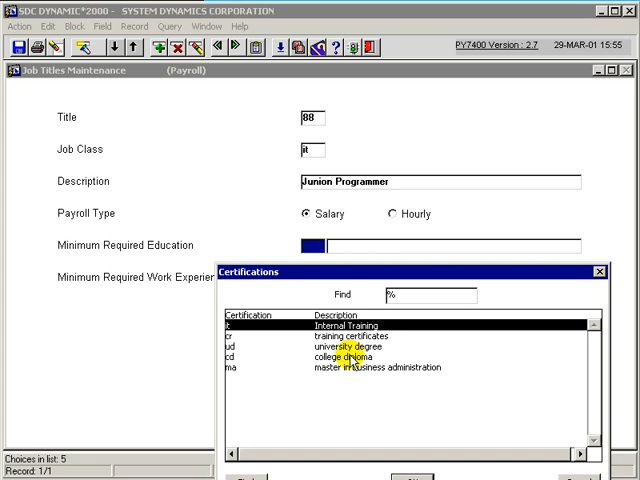 SDC DYNAMIC*2000 - SYSTEM DYNAMICS CORPORATION
Action Edit Block Field Record Query Window Help
PY7400 Version : 2.7 29-MAR-01 15:55
Job Titles Maintenance (Payroll)
Title 88
Job Class it
Description Junion Programmer
Payroll Type Salary Hourly
Minimum Required Education
Minimum Required Work Experien
Certifications
Find %
Certification Description
it Internal Training
cr training certificates
ud university degree
cd college diploma
ma master in business administration
Choices in list: 5
Record: 1/1